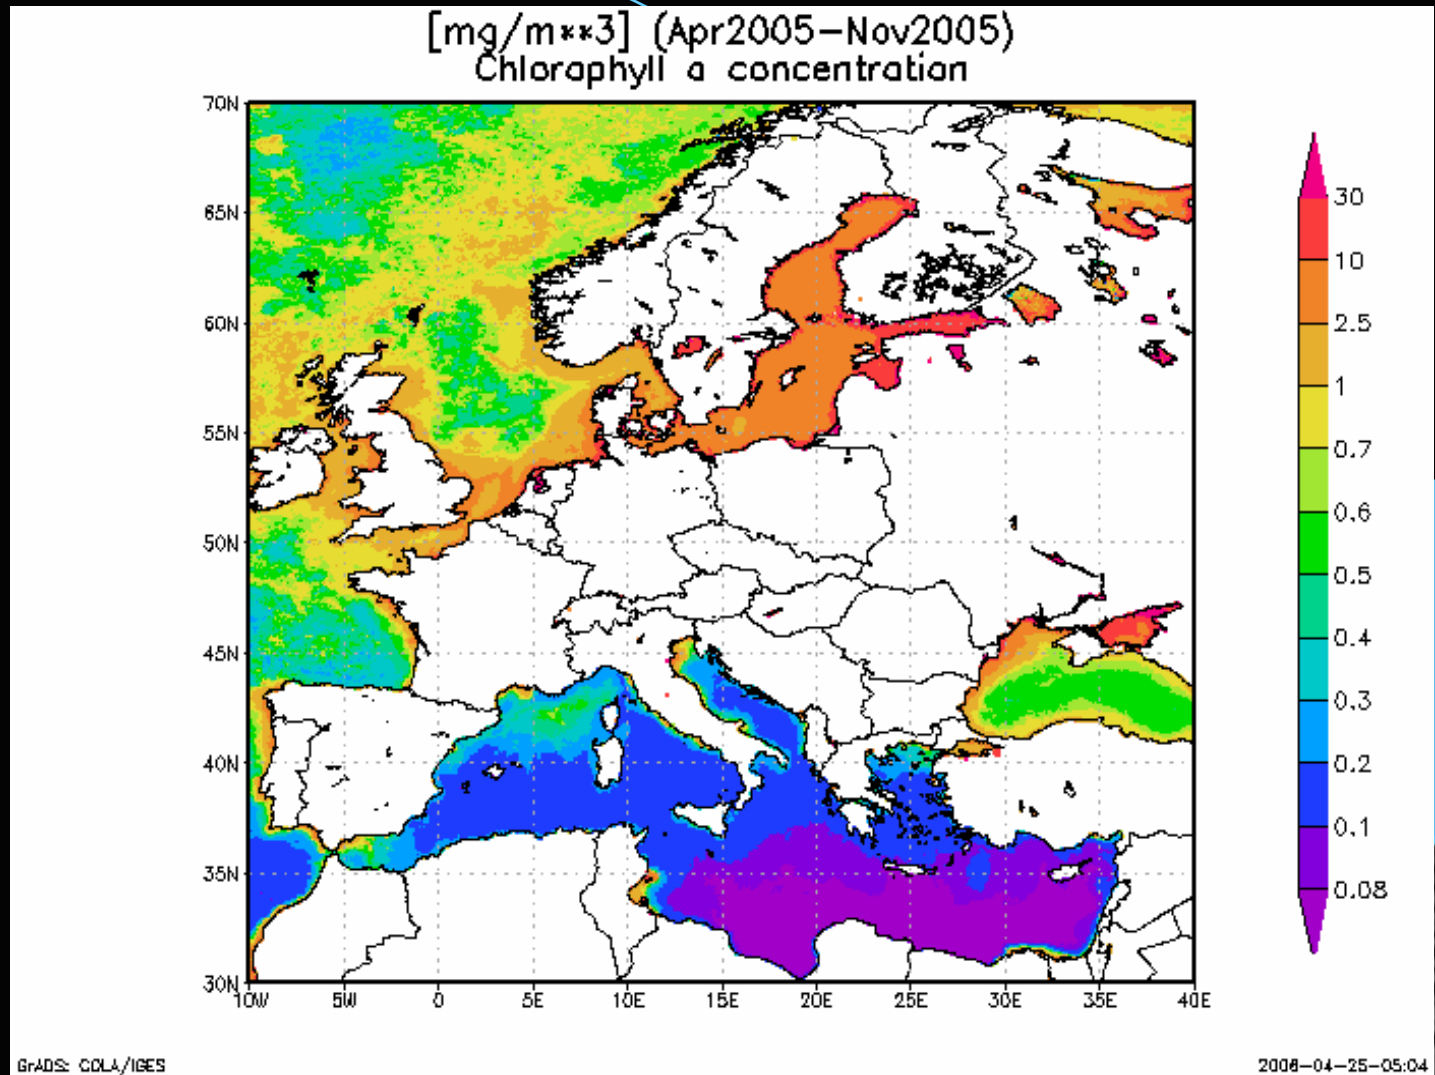 [mg/m**3] (Apr2005-Nov2005)
Chlorophyll a concentration
70N
65N
60N
55N
50N
45N
40N
35N
30N
10W 5W 0 5E 10E 15E 20E 25E 30E 35E 40E
30
10
2.5
1
0.7
0.6
0.5
0.4
0.3
0.2
0.1
0.08
GrADS: COLA/IGES
2006-04-25-05:04